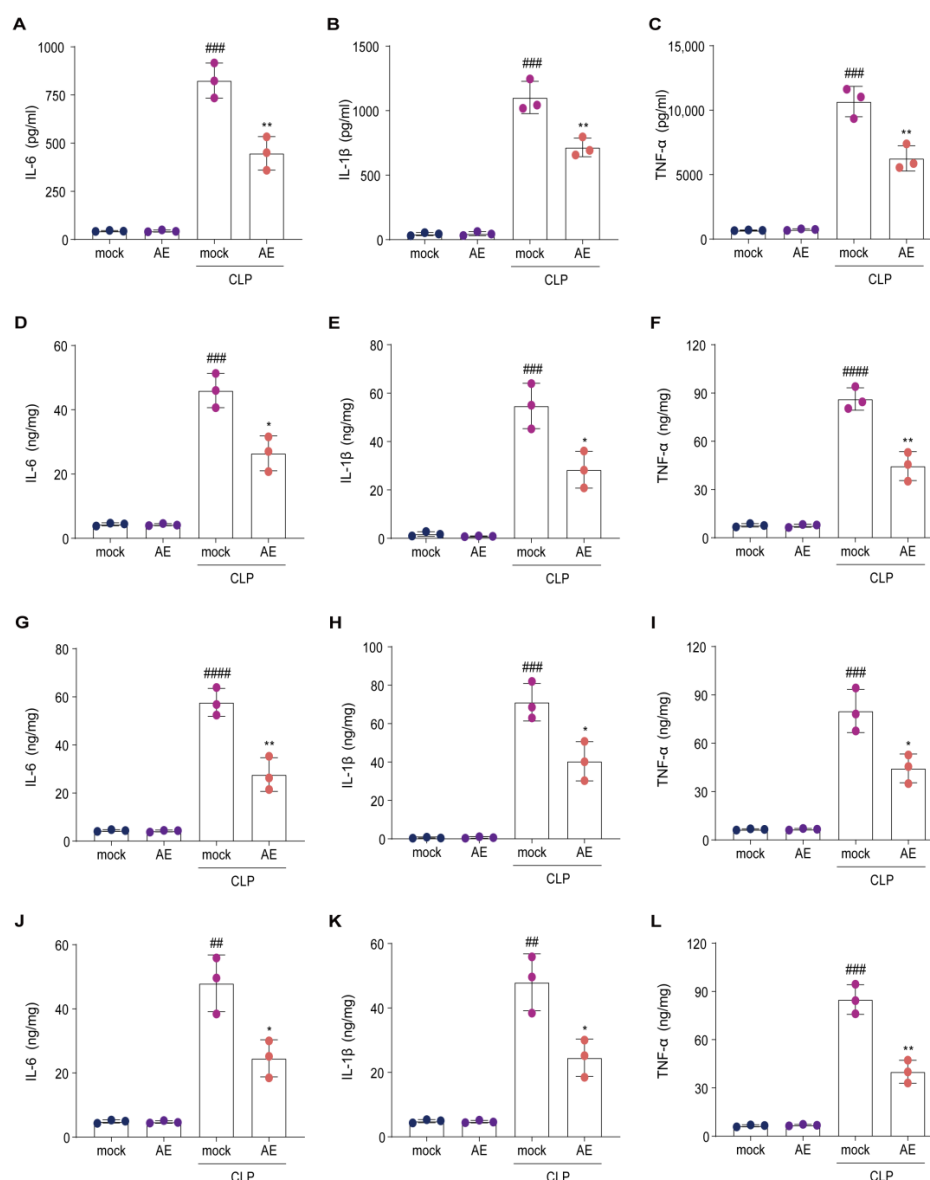 A
IL-6 (pg/ml)
1000
750
500
250
0
###
**
mock AE mock AE
CLP
B
IL-1β (pg/ml)
1500
1000
500
0
###
**
mock AE mock AE
CLP
C
TNF-α (pg/ml)
15,000
10,000
5000
0
###
**
mock AE mock AE
CLP
D
IL-6 (ng/mg)
60
40
20
0
###
*
mock AE mock AE
CLP
E
IL-1β (ng/mg)
80
60
40
20
0
###
*
mock AE mock AE
CLP
F
TNF-α (ng/mg)
120
90
60
30
0
####
**
mock AE mock AE
CLP
G
IL-6 (ng/mg)
80
60
40
20
0
####
**
mock AE mock AE
CLP
H
IL-1β (ng/mg)
100
80
60
40
20
0
###
*
mock AE mock AE
CLP
I
TNF-α (ng/mg)
120
90
60
30
0
###
*
mock AE mock AE
CLP
J
IL-6 (ng/mg)
60
40
20
0
##
*
mock AE mock AE
CLP
K
IL-1β (ng/mg)
60
40
20
0
##
*
mock AE mock AE
CLP
L
TNF-α (ng/mg)
120
90
60
30
0
###
**
mock AE mock AE
CLP